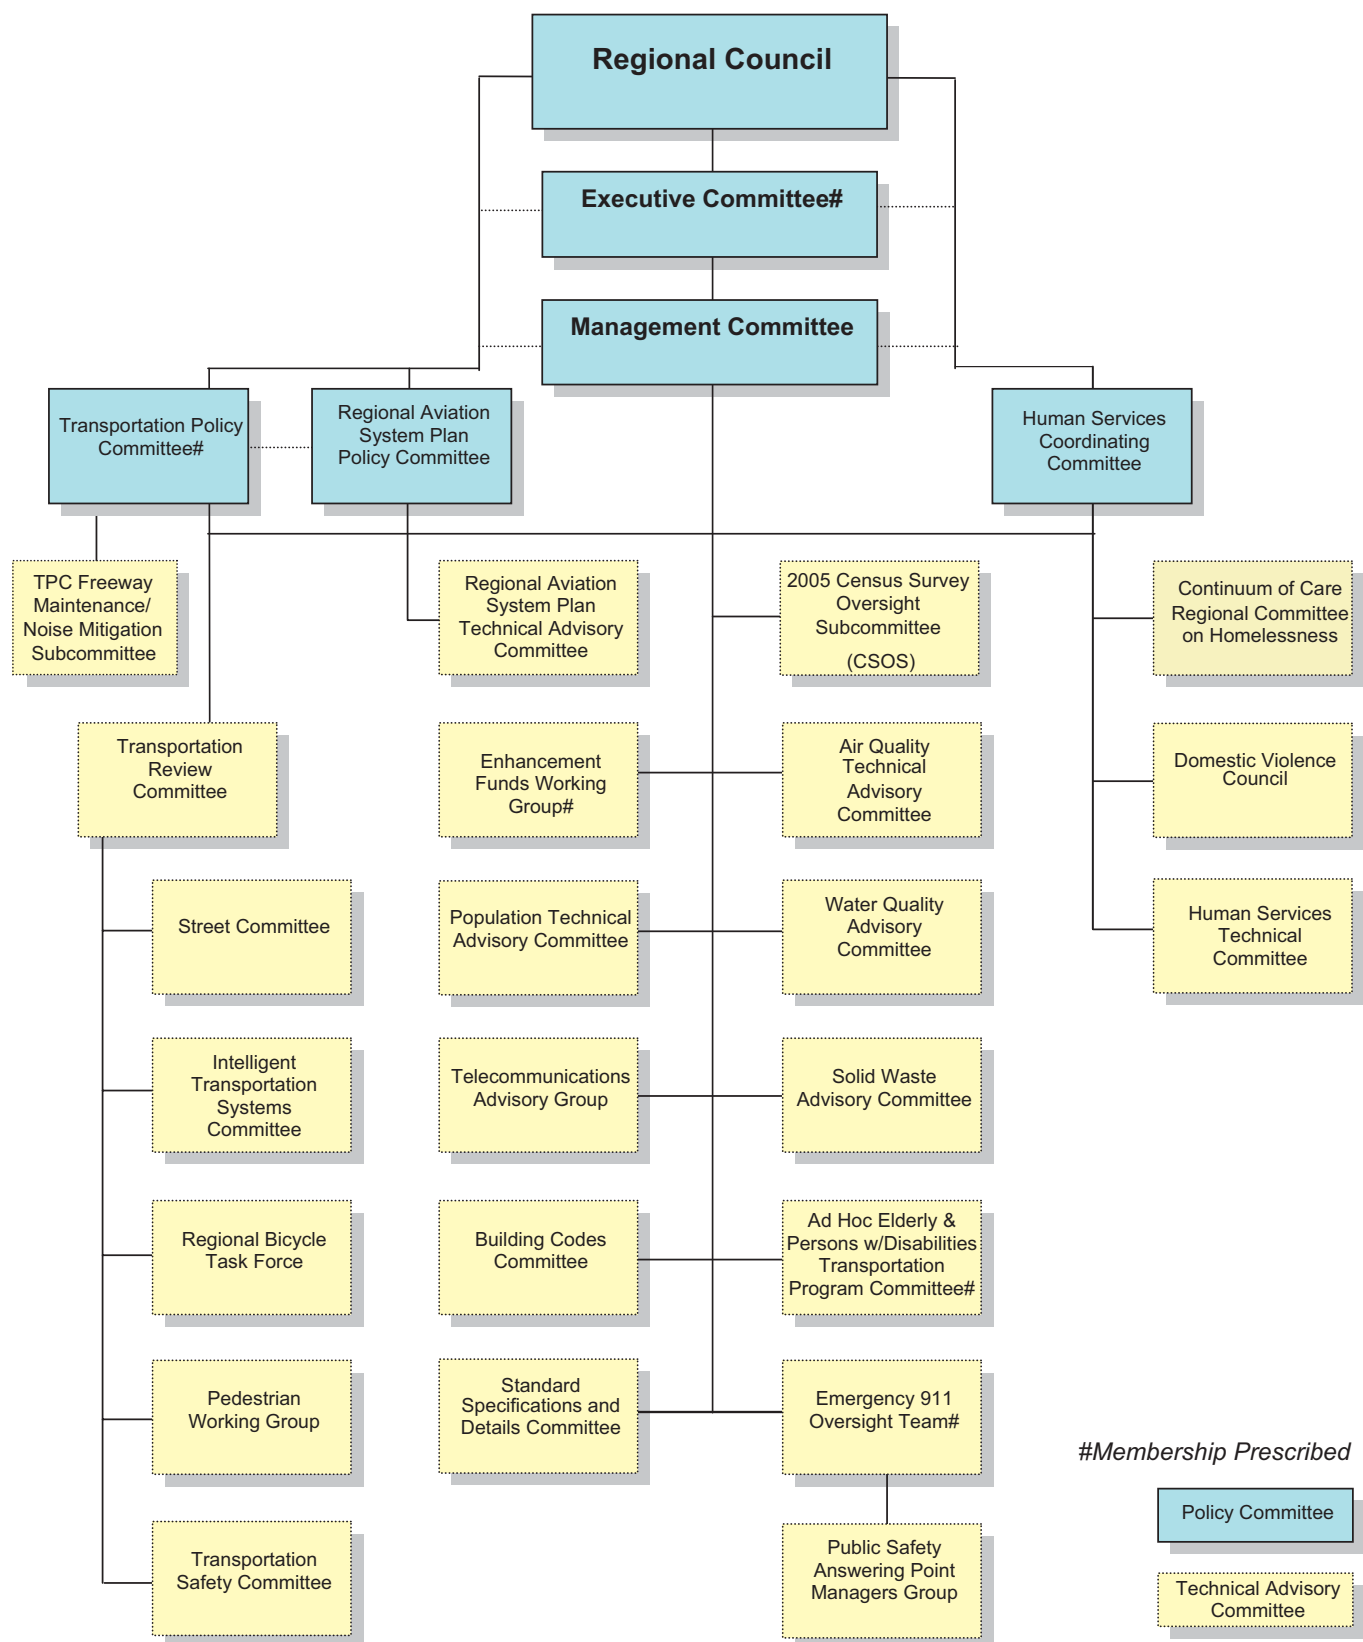 Regional Council
Executive Committee#
Management Committee
Transportation Policy
Committee#
Regional Aviation
System Plan
Policy Committee
Human Services
Coordinating
Committee
TPC Freeway
Maintenance/
Noise Mitigation
Subcommittee
Regional Aviation
System Plan
Technical Advisory
Committee
2005 Census Survey
Oversight
Subcommittee
(CSOS)
Continuum of Care
Regional Committee
on Homelessness
Transportation
Review
Committee
Enhancement
Funds Working
Group#
Air Quality
Technical
Advisory
Committee
Domestic Violence
Council
Street Committee
Population Technical
Advisory Committee
Water Quality
Advisory
Committee
Human Services
Technical
Committee
Intelligent
Transportation
Systems
Committee
Telecommunications
Advisory Group
Solid Waste
Advisory Committee
Regional Bicycle
Task Force
Building Codes
Committee
Ad Hoc Elderly &
Persons w/Disabilities
Transportation
Program Committee#
Pedestrian
Working Group
Standard
Specifications and
Details Committee
Emergency 911
Oversight Team#
#Membership Prescribed
Policy Committee
Transportation
Safety Committee
Public Safety
Answering Point
Managers Group
Technical Advisory
Committee